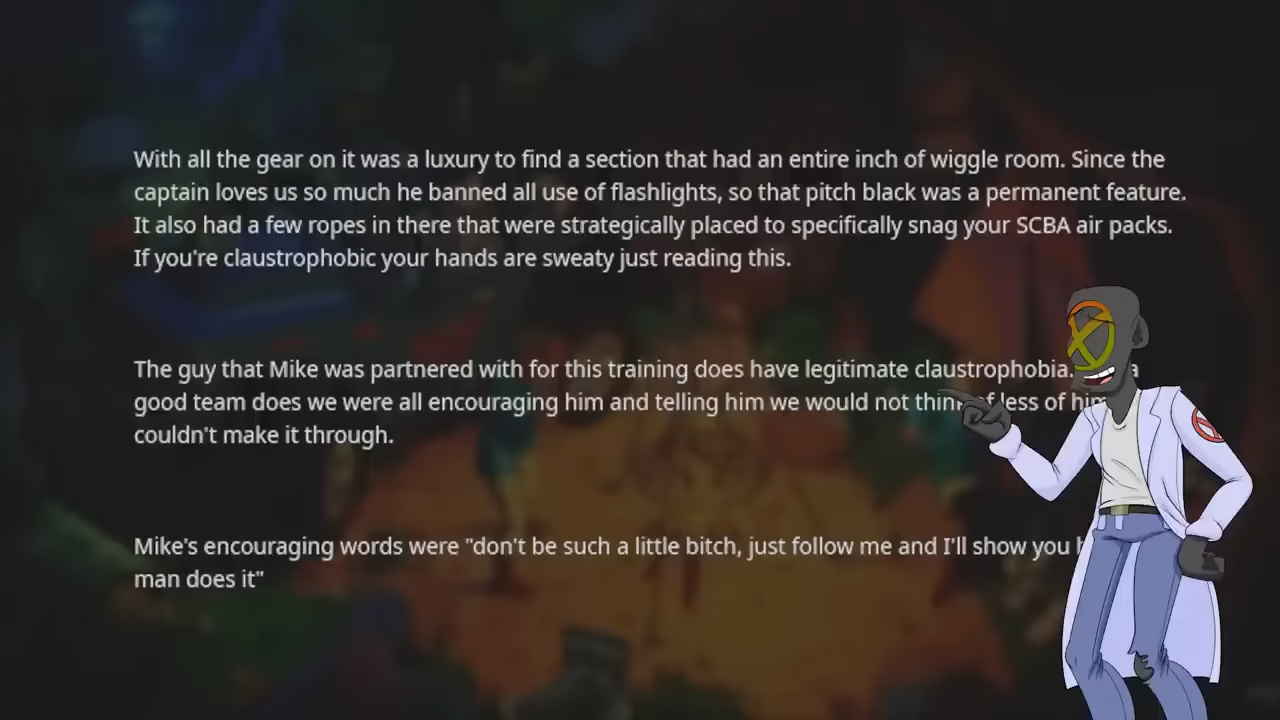 With all the gear on it was a luxury to find a section that had an entire inch of wiggle room. Since the
captain loves us so much he banned all use of flashlights, so that pitch black was a permanent feature.
It also had a few ropes in there that were strategically placed to specifically snag your SCBA air packs.
If you're claustrophobic your hands are sweaty just reading this.
The guy that Mike was partnered with for this training does have legitimate claustrophobia. a
good team does we were all encouraging him and telling him we would not think of less of him
couldn't make it through.
Mike's encouraging words were "don't be such a little bitch, just follow me and I'll show you
man does it"